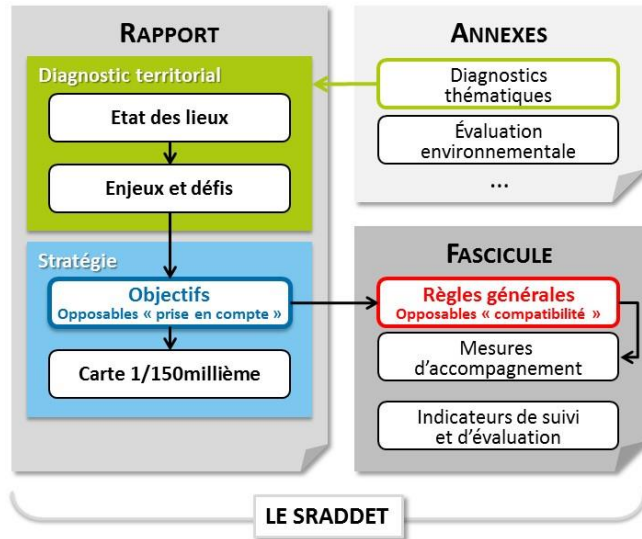 RAPPORT
Diagnostic territorial
Etat des lieux
Enjeux et défis
Stratégie
Objectifs
Opposables « prise en compte »
Carte 1/150millième
ANNEXES
Diagnostics
thématiques
Évaluation
environnementale
...
FASCICULE
Règles générales
Opposables « compatibilité »
Mesures
d'accompagnement
Indicateurs de suivi
et d'évaluation
LE SRADDET